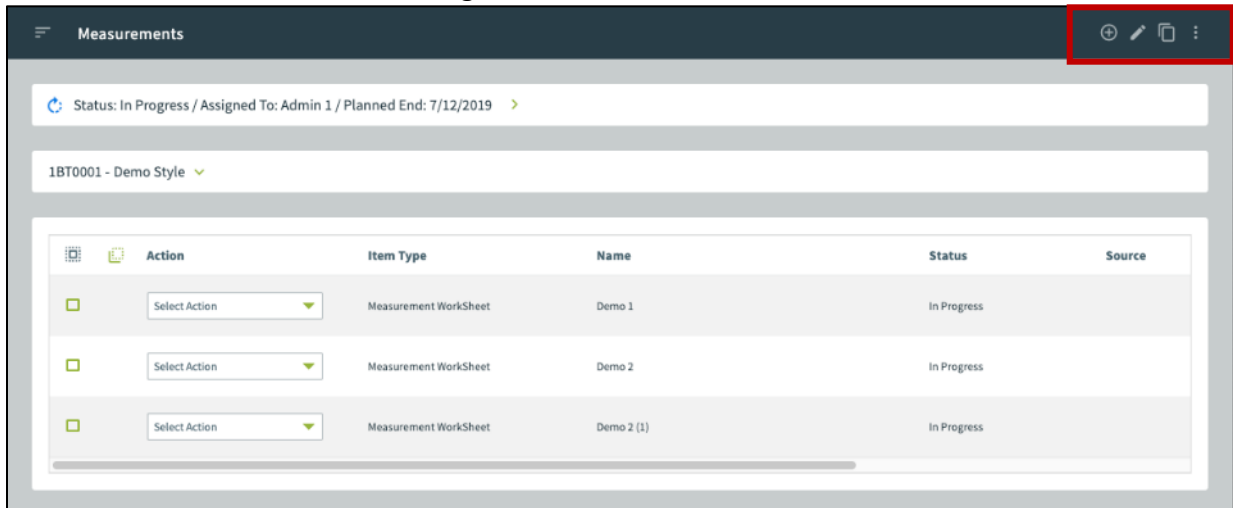 Measurements
Status: In Progress / Assigned To: Admin 1 / Planned End: 7/12/2019
1BT0001 - Demo Style
Action Item Type Name Status Source
Select Action Measurement WorkSheet Demo 1 In Progress
Select Action Measurement WorkSheet Demo 2 In Progress
Select Action Measurement WorkSheet Demo 2 (1) In Progress